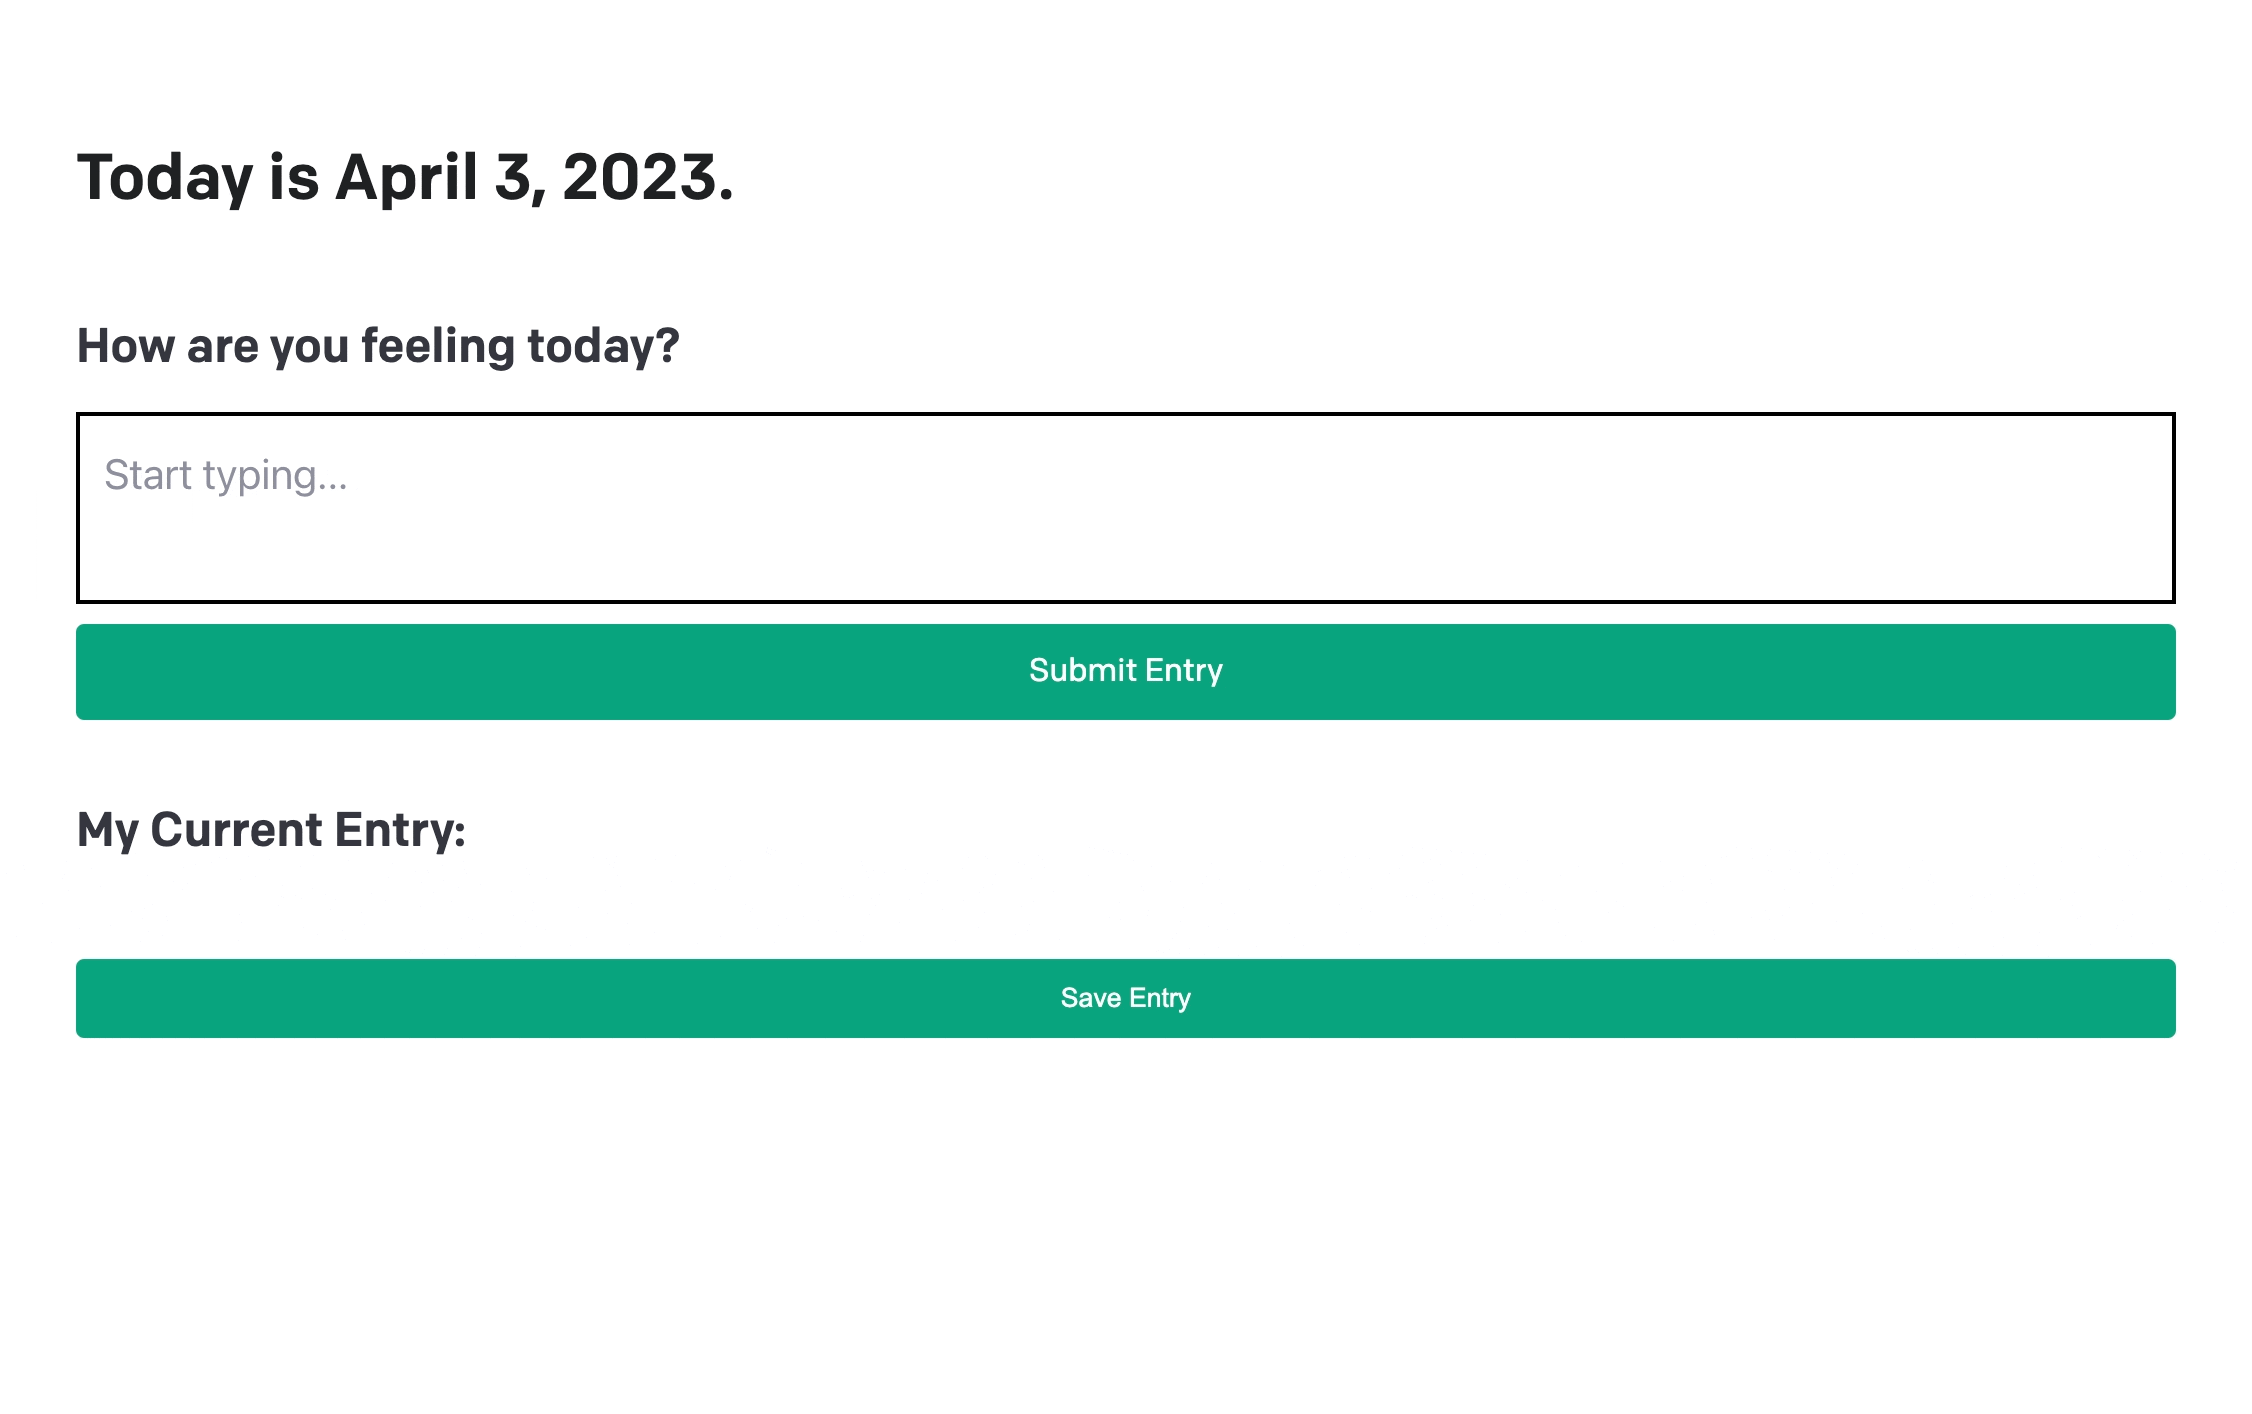 Today is April 3, 2023.
How are you feeling today?
Start typing...
Submit Entry
My Current Entry:
Save Entry